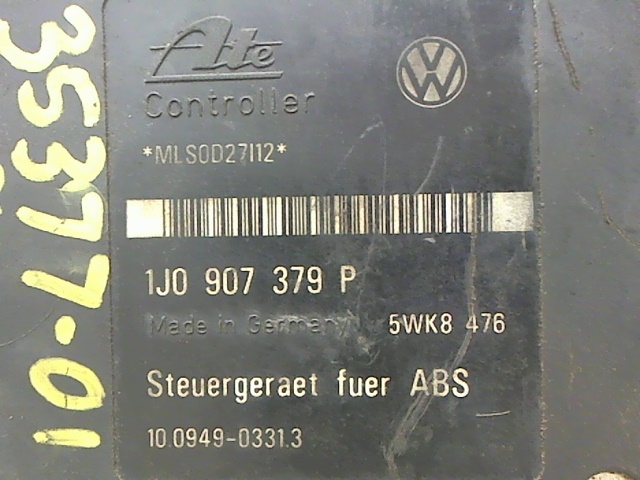 Ate
Controller
*MLS0D27I12*
1J0 907 379 P
Made in Germany
5WK8 476
Steuergeraet fuer ABS
10.0949-0331.3
35377-01